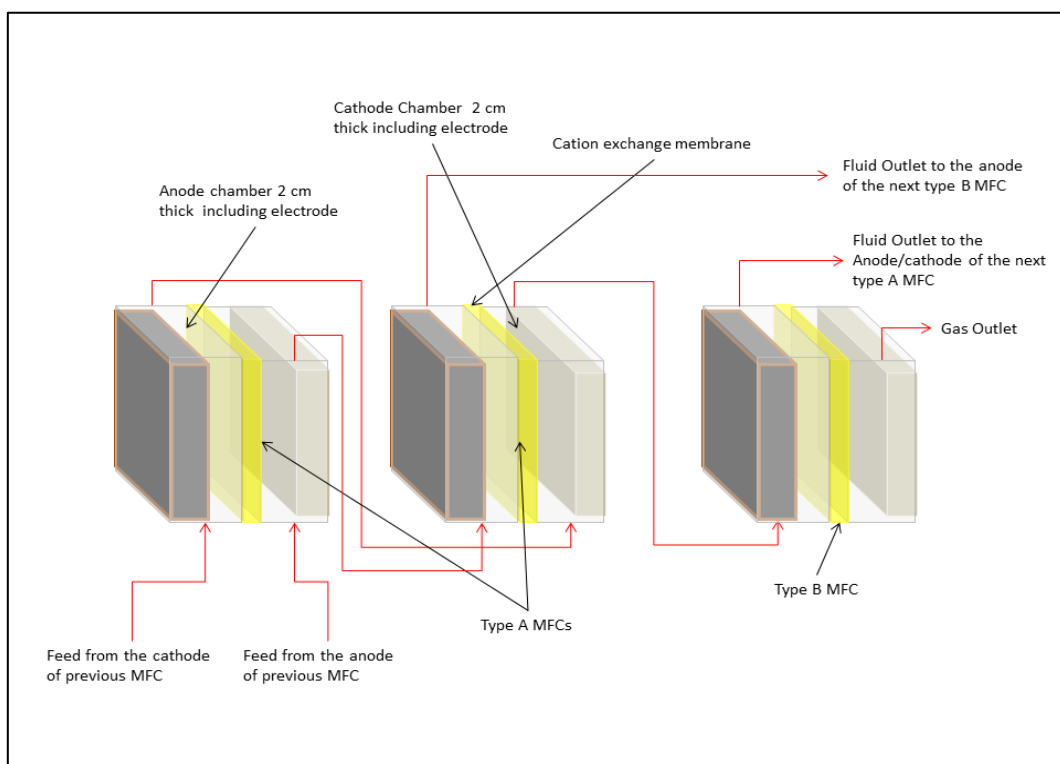 Cathode Chamber 2 cm
thick including electrode
Cation exchange membrane
Fluid Outlet to the anode
of the next type B MFC
Anode chamber 2 cm
thick including electrode
Fluid Outlet to the
Anode/cathode of the next
type A MFC
Gas Outlet
Type B MFC
Type A MFCs
Feed from the cathode
of previous MFC
Feed from the anode
of previous MFC